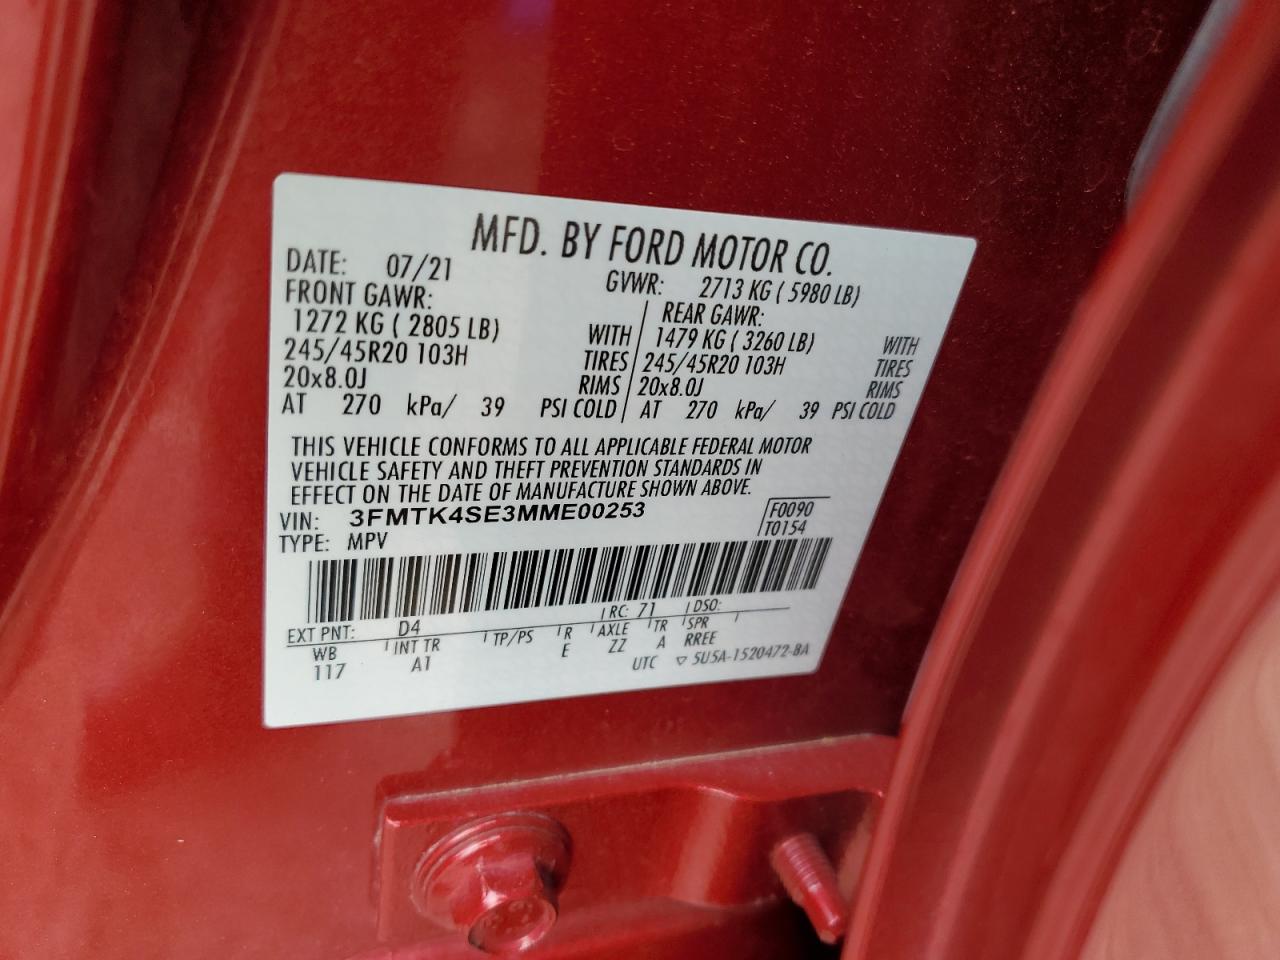 MFD. BY FORD MOTOR CO.
DATE: 07/21 GVWR: 2713 KG ( 5980 LB)
FRONT GAWR: REAR GAWR:
1272 KG ( 2805 LB) WITH 1479 KG ( 3260 LB) WITH
245/45R20 103H TIRES 245/45R20 103H TIRES
20x8.0J RIMS 20x8.0J RIMS
AT 270 kPa/ 39 PSI COLD AT 270 kPa/ 39 PSI COLD
THIS VEHICLE CONFORMS TO ALL APPLICABLE FEDERAL MOTOR
VEHICLE SAFETY AND THEFT PREVENTION STANDARDS IN
EFFECT ON THE DATE OF MANUFACTURE SHOWN ABOVE.
VIN: 3FMTK4SE3MME00253 F0090
TYPE: MPV T0154
EXT PNT: D4 RC: 71 DSO:
WB INT TR TP/PS R AXLE TR SPR
117 A1 E ZZ A RREE
UTC ▽ 5U5A-1520472-BA